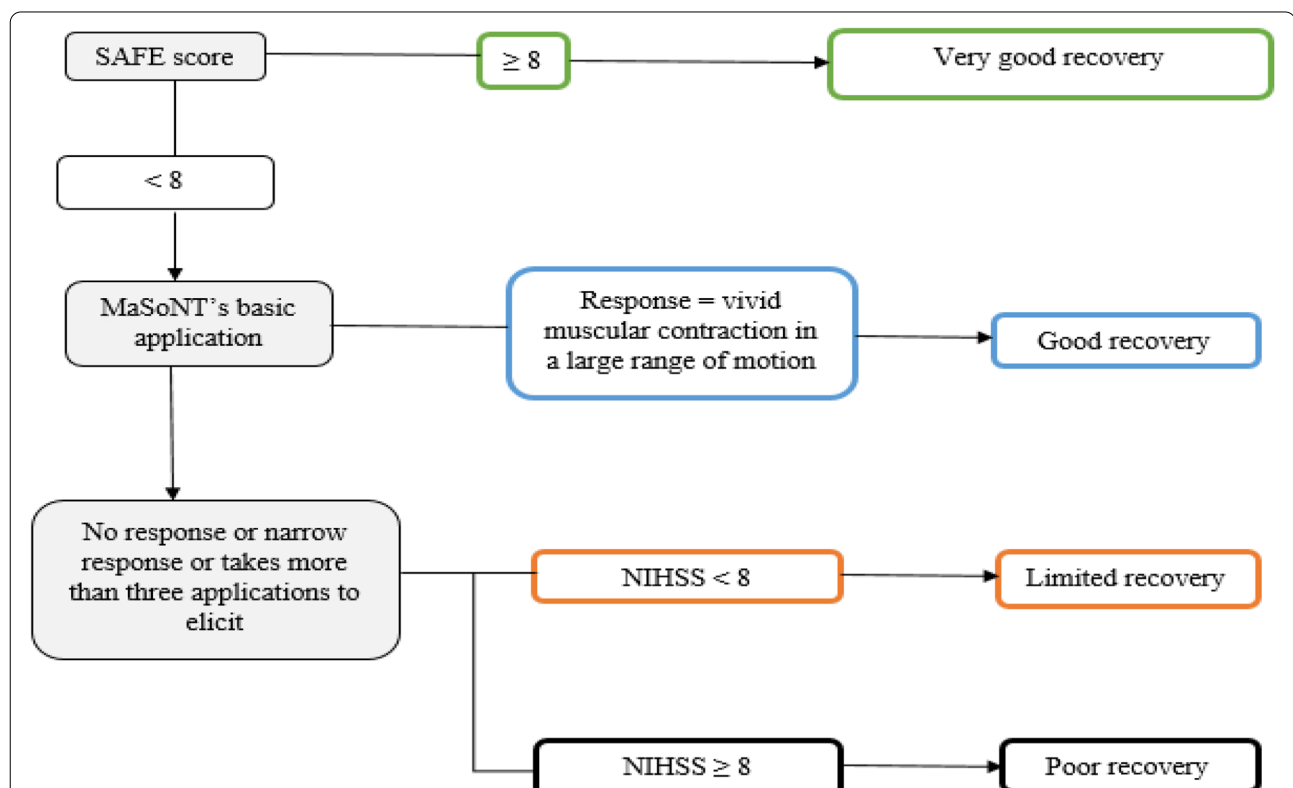 SAFE score
≥ 8
Very good recovery
< 8
MaSoNT’s basic
application
Response = vivid
muscular contraction in
a large range of motion
Good recovery
No response or narrow
response or takes more
than three applications to
elicit
NIHSS < 8
Limited recovery
NIHSS ≥ 8
Poor recovery